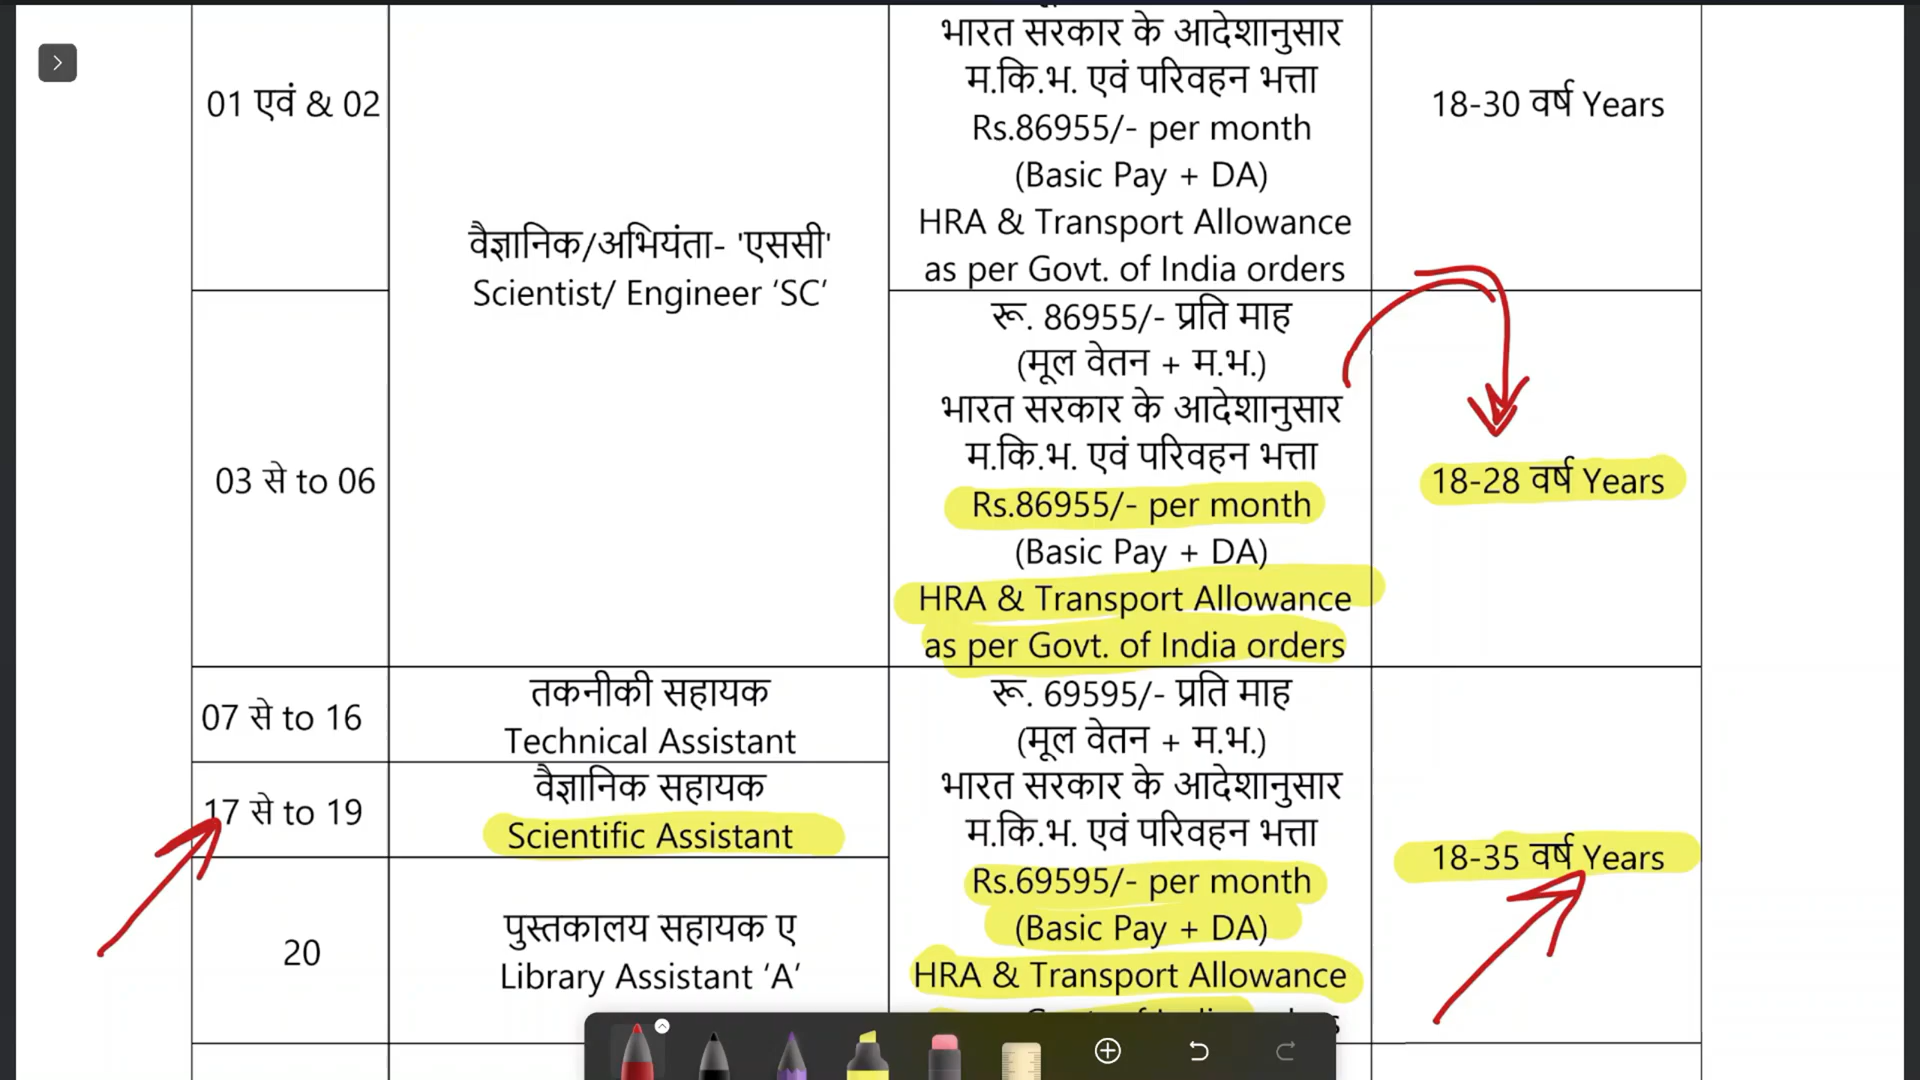 भारत सरकार के आदेशानुसार
म.कि.भ. एवं परिवहन भत्ता
01 एवं & 02
Rs.86955/- per month
18-30 वर्ष Years
(Basic Pay + DA)
HRA & Transport Allowance
as per Govt. of India orders
वैज्ञानिक/अभियंता- 'एससी'
Scientist/ Engineer ‘SC’
03 से to 06
रू. 86955/- प्रति माह
(मूल वेतन + म.भ.)
भारत सरकार के आदेशानुसार
म.कि.भ. एवं परिवहन भत्ता
Rs.86955/- per month
(Basic Pay + DA)
HRA & Transport Allowance
as per Govt. of India orders
18-28 वर्ष Years
07 से to 16
तकनीकी सहायक
Technical Assistant
रू. 69595/- प्रति माह
(मूल वेतन + म.भ.)
भारत सरकार के आदेशानुसार
म.कि.भ. एवं परिवहन भत्ता
Rs.69595/- per month
(Basic Pay + DA)
HRA & Transport Allowance
18-35 वर्ष Years
17 से to 19
वैज्ञानिक सहायक
Scientific Assistant
20
पुस्तकालय सहायक ए
Library Assistant ‘A’